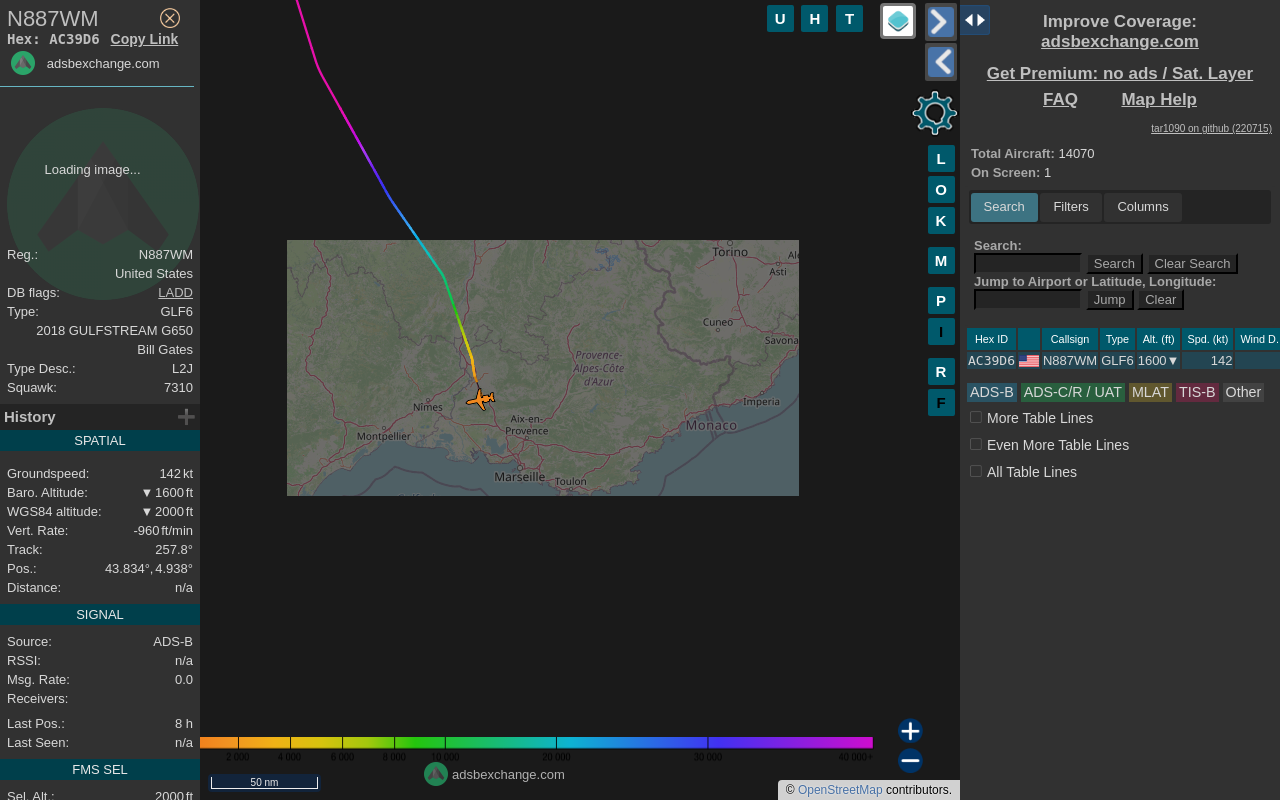 N887WM
Hex: AC39D6 Copy Link
adsbexchange.com
Loading image...
Reg.: N887WM
United States
DB flags: LADD
Type: GLF6
2018 GULFSTREAM G650
Bill Gates
Type Desc.: L2J
Squawk: 7310
History
SPATIAL
Groundspeed: 142 kt
Baro. Altitude: ▼ 1600 ft
WGS84 altitude: ▼ 2000 ft
Vert. Rate: -960 ft/min
Track: 257.8°
Pos.: 43.834°, 4.938°
Distance: n/a
SIGNAL
Source: ADS-B
RSSI: n/a
Msg. Rate: 0.0
Receivers:
Last Pos.: 8 h
Last Seen: n/a
FMS SEL
Sel. Alt.: 2000 ft
U H T
L
O
K
M
P
I
R
F
Torino
Asti
Cuneo
Savona
Provence-
Alpes-Côte
d'Azur
Nîmes
Imperia
Aix-en-
Provence
Monaco
Montpellier
Marseille
Toulon
2 000 4 000 6 000 8 000 10 000 20 000 30 000 40 000+
50 nm
adsbexchange.com
© OpenStreetMap contributors.
Improve Coverage:
adsbexchange.com
Get Premium: no ads / Sat. Layer
FAQ Map Help
tar1090 on github (220715)
Total Aircraft: 14070
On Screen: 1
Search Filters Columns
Search:
Search Clear Search
Jump to Airport or Latitude, Longitude:
Jump Clear
Hex ID Callsign Type Alt. (ft) Spd. (kt) Wind D.
AC39D6 N887WM GLF6 1600▼ 142
ADS-B ADS-C/R / UAT MLAT TIS-B Other
More Table Lines
Even More Table Lines
All Table Lines